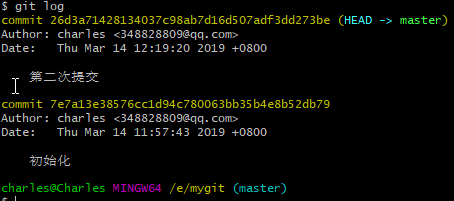 $ git log
commit 26d3a71428134037c98ab7d16d507adf3dd273be (HEAD -> master)
Author: charles <348828809@qq.com>
Date:   Thu Mar 14 12:19:20 2019 +0800
第二次提交
commit 7e7a13e38576cc1d94c780063bb35b4e8b52db79
Author: charles <348828809@qq.com>
Date:   Thu Mar 14 11:57:43 2019 +0800
初始化
charles@Charles MINGW64 /e/mygit (master)